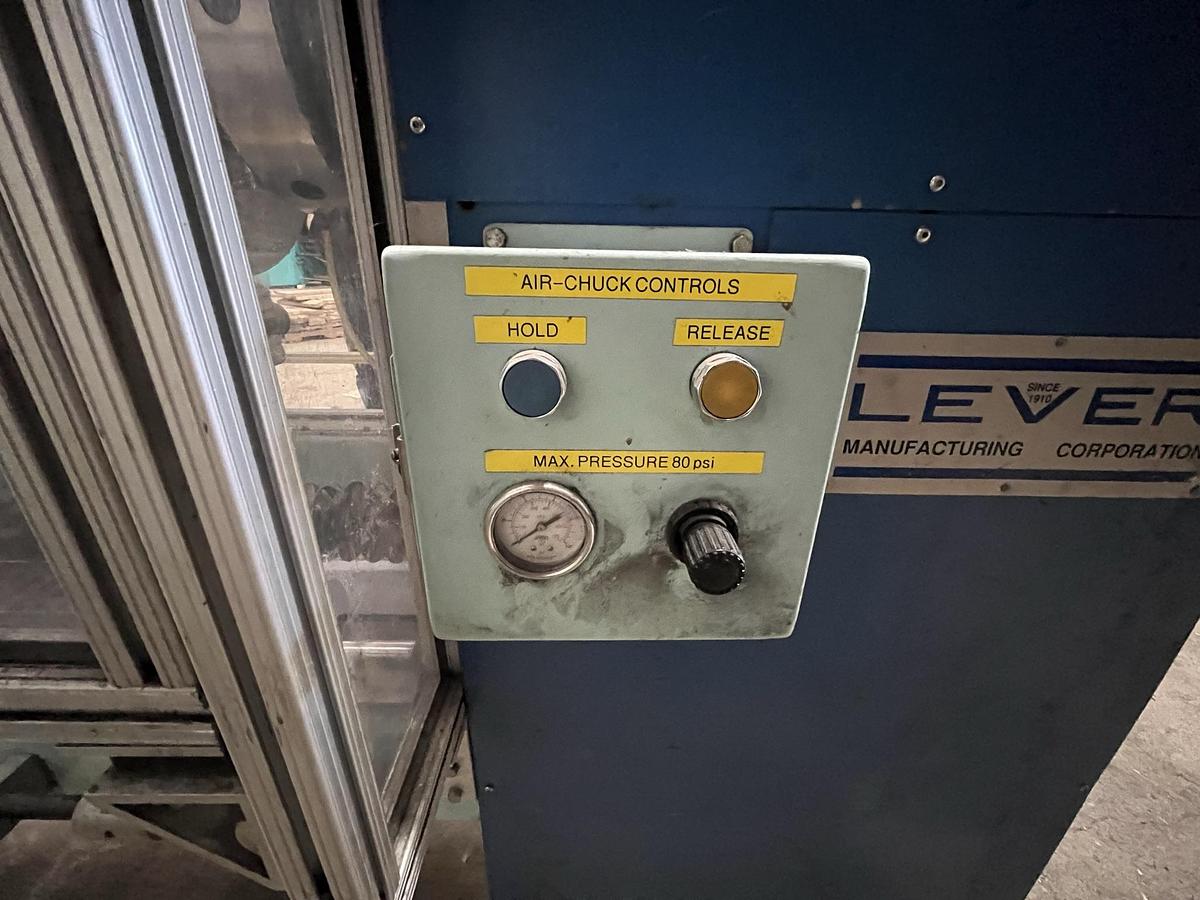 AIR-CHUCK CONTROLS
HOLD
RELEASE
MAX. PRESSURE 80 psi
LEVER
SINCE
1910
MANUFACTURING CORPORATION